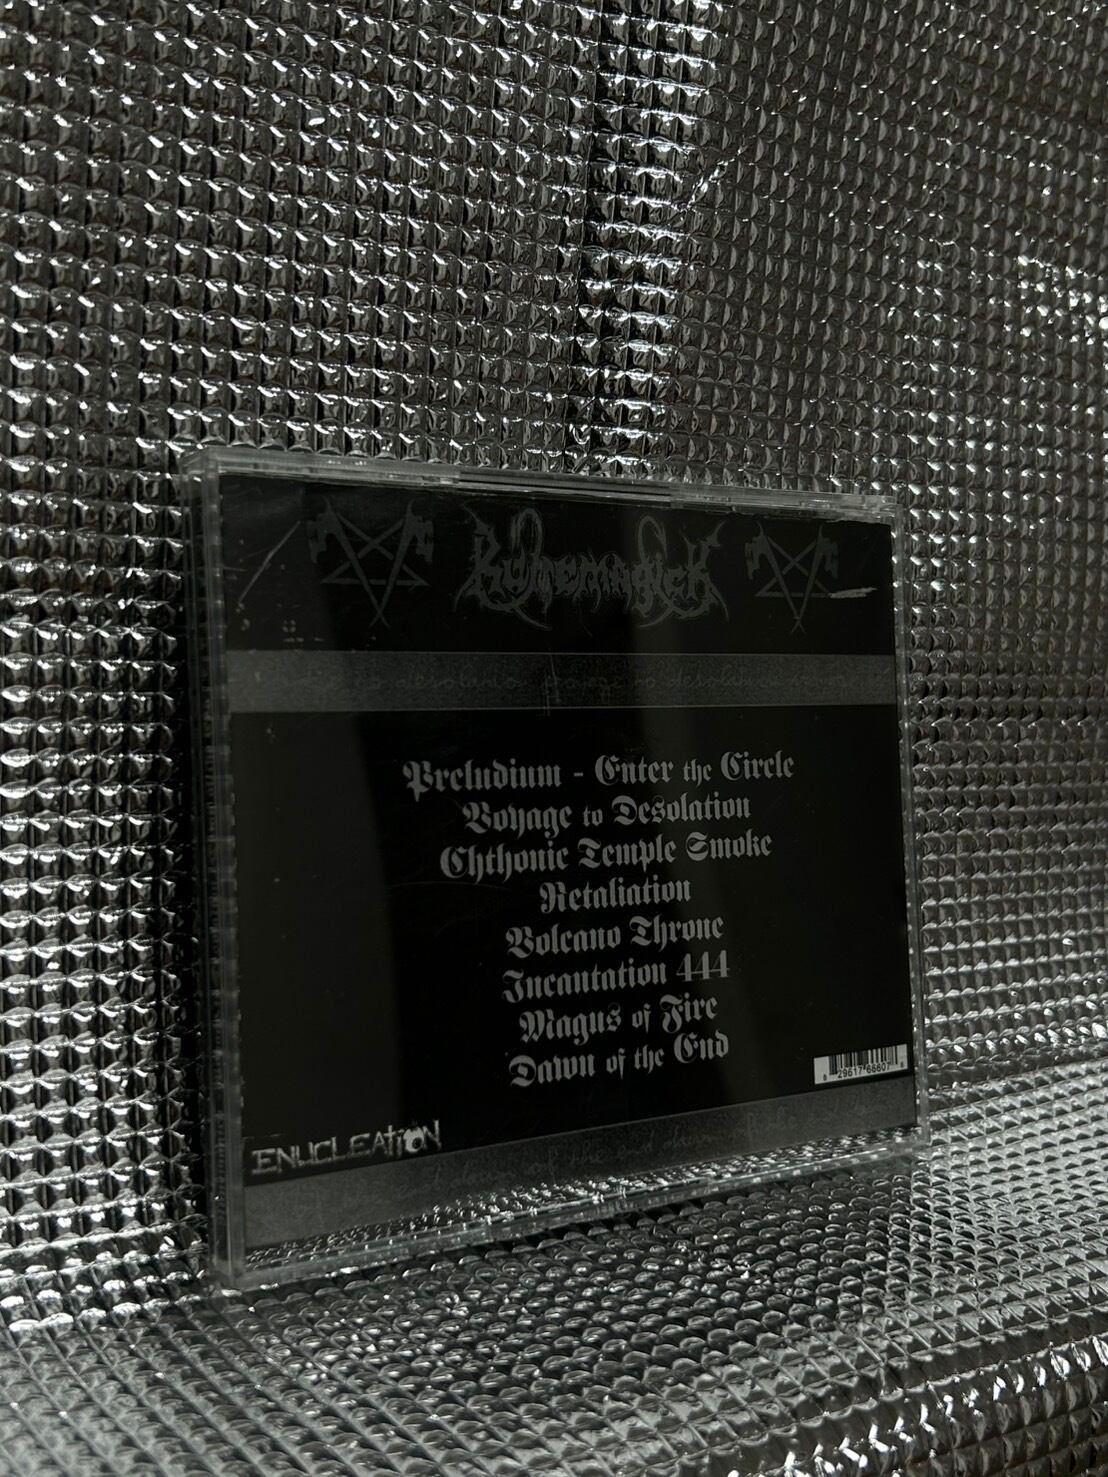 Runemagick
Preludium - Enter the Circle
Voyage to Desolation
Chthonic Temple Smoke
Retaliation
Volcano Throne
Incantation 444
Magus of Fire
Dawn of the End
ENUCLEATION